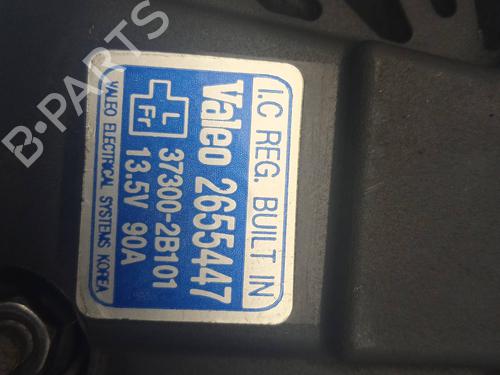 I.C REG. BUILT IN
Valeo 2655447
L
Fr
37300-2B101
13.5V 90A
VALEO ELECTRICAL SYSTEMS KOREA
B-PARTS